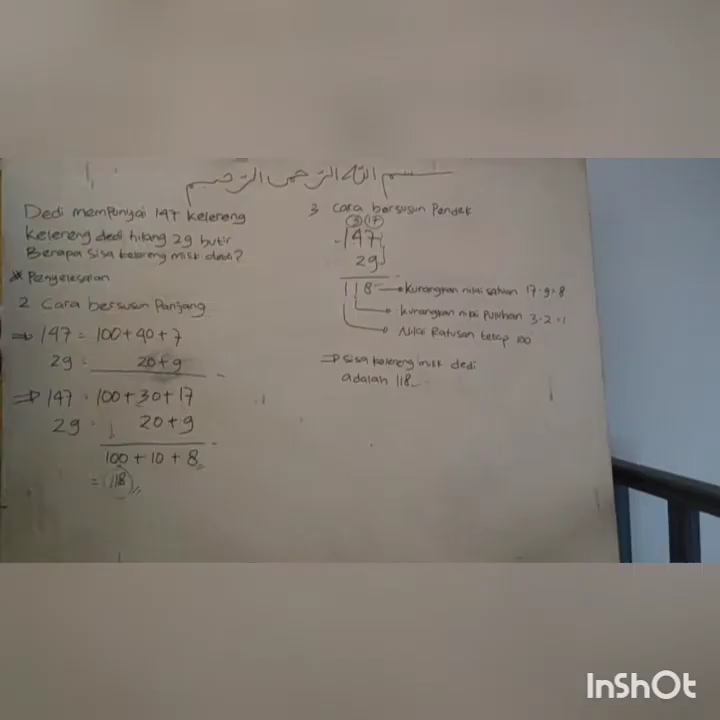 بسم الله الرحمن الرحيم
Dedi mempunyai 147 kelereng
kelereng dedi hilang 29 butir
Berapa sisa kelereng milik dedi?
* Penyelesaian
2 Cara bersusun Panjang
⇒ 147 = 100+40+7
29 = 20+9 -
⇒ 147 = 100+30+17
29 = 20+9 -
100+10+8
= 118
3 Cara bersusun Pendek
3 17
147
29 -
118 → kurangkan nilai satuan 17-9=8
→ kurangkan nilai puluhan 3-2=1
→ Nilai Ratusan tetap 100
⇒ Sisa kelereng milik dedi
adalah 118
InShOt